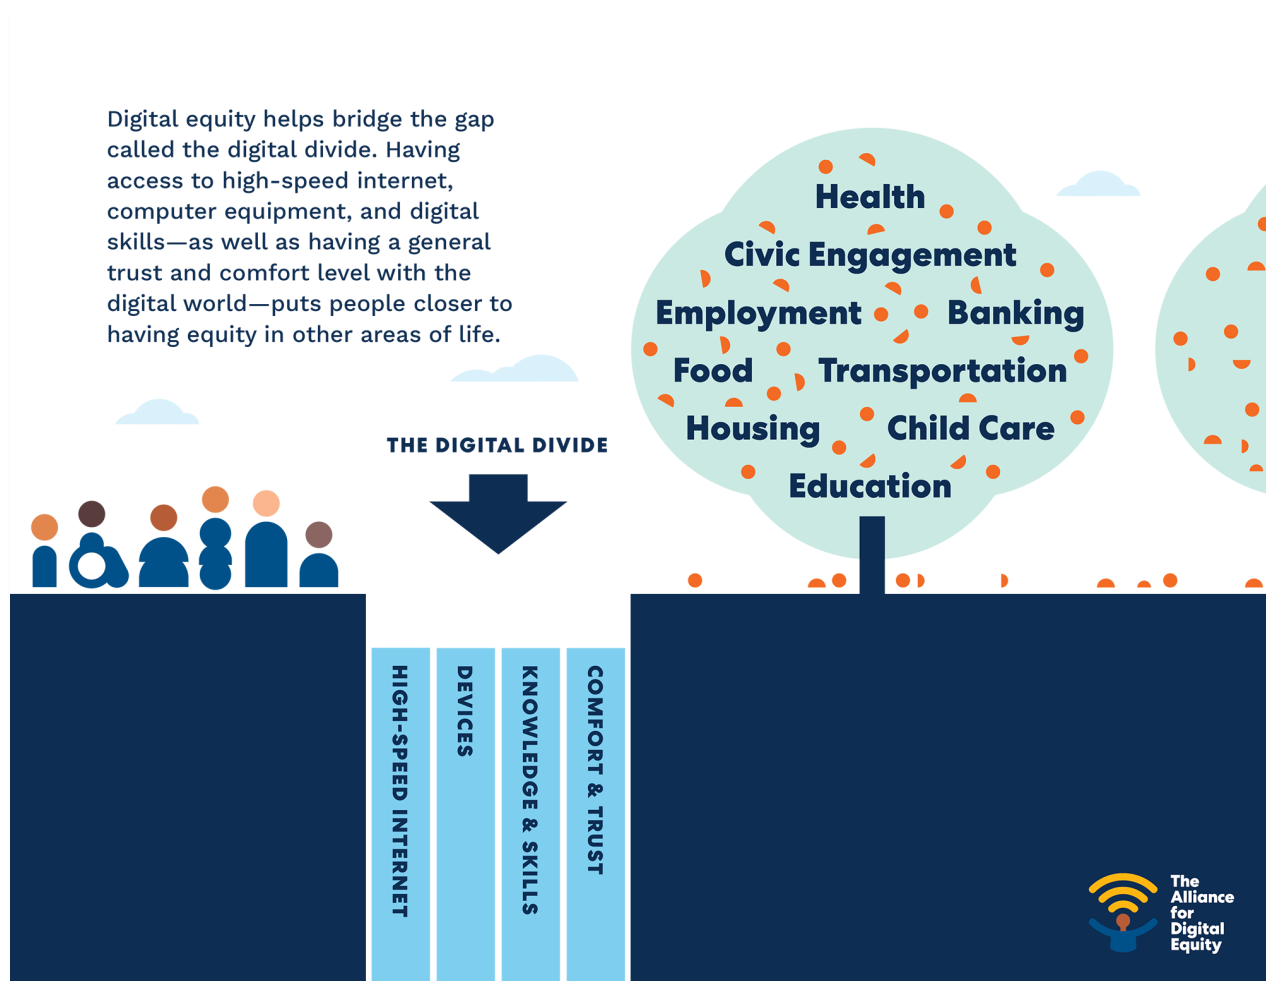 Digital equity helps bridge the gap
called the digital divide. Having
access to high-speed internet,
computer equipment, and digital
skills—as well as having a general
trust and comfort level with the
digital world—puts people closer to
having equity in other areas of life.
THE DIGITAL DIVIDE
Health
Civic Engagement
Employment Banking
Food Transportation
Housing Child Care
Education
HIGH-SPEED INTERNET
DEVICES
KNOWLEDGE & SKILLS
COMFORT & TRUST
The
Alliance
for
Digital
Equity